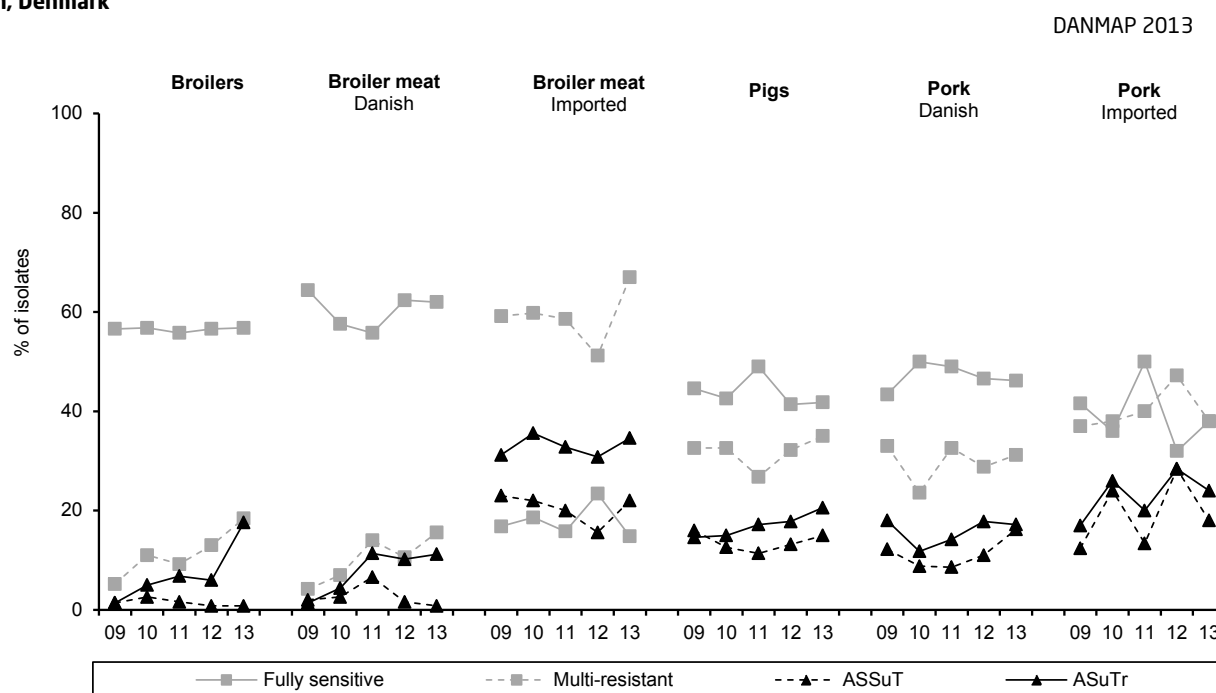 n, Denmark
DANMAP 2013
Broilers
Broiler meat
Danish
Broiler meat
Imported
Pigs
Pork
Danish
Pork
Imported
100
80
60
40
20
0
% of isolates
09 10 11 12 13 09 10 11 12 13 09 10 11 12 13 09 10 11 12 13 09 10 11 12 13 09 10 11 12 13
Fully sensitive Multi-resistant ASSuT ASuTr